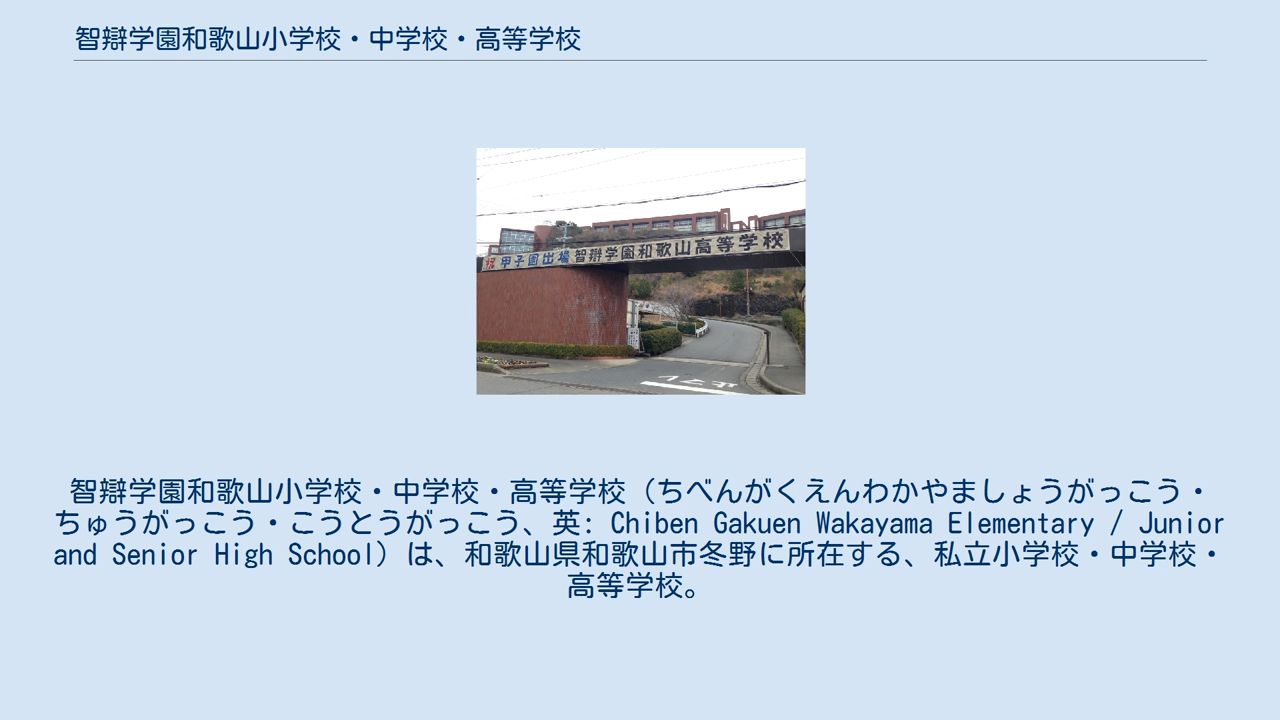 智辯学園和歌山小学校・中学校・高等学校
祝 甲子園出場 智辯学園和歌山高等学校
智辯学園和歌山小学校・中学校・高等学校（ちべんがくえんわかやましょうがっこう・
ちゅうがっこう・こうとうがっこう、英: Chiben Gakuen Wakayama Elementary / Junior
and Senior High School）は、和歌山県和歌山市冬野に所在する、私立小学校・中学校・
高等学校。